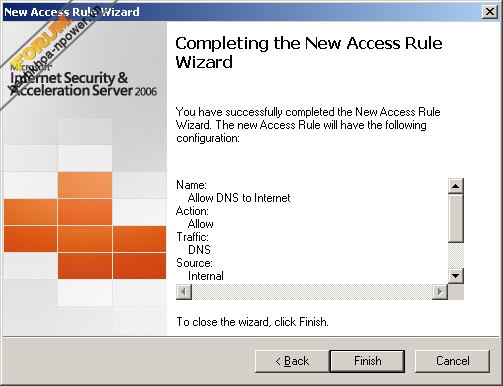 New Access Rule Wizard
FORUM
Microsoft
Internet Security &
Acceleration Server 2006
Completing the New Access Rule
Wizard
You have successfully completed the New Access Rule
Wizard. The new Access Rule will have the following
configuration:
Name:
Allow DNS to Internet
Action:
Allow
Traffic:
DNS
Source:
Internal
To close the wizard, click Finish.
< Back
Finish
Cancel